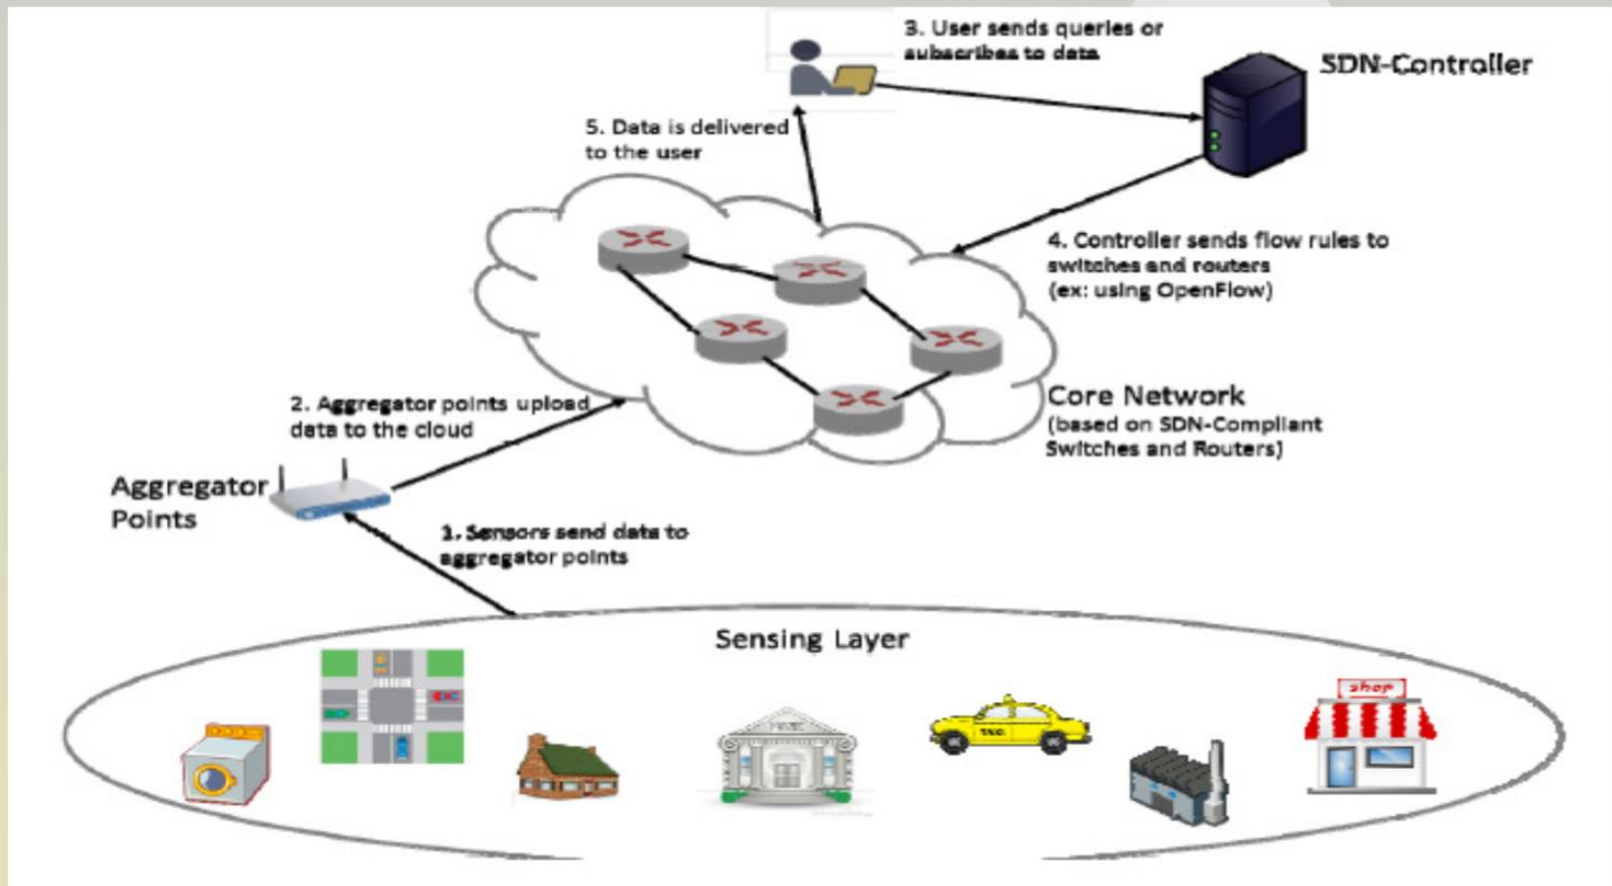 3. User sends queries or
subscribes to data
SDN-Controller
5. Data is delivered
to the user
4. Controller sends flow rules to
switches and routers
(ex: using OpenFlow)
2. Aggregator points upload
data to the cloud
Core Network
(based on SDN-Compliant
Switches and Routers)
Aggregator
Points
1. Sensors send data to
aggregator points
Sensing Layer
shop
TAXI